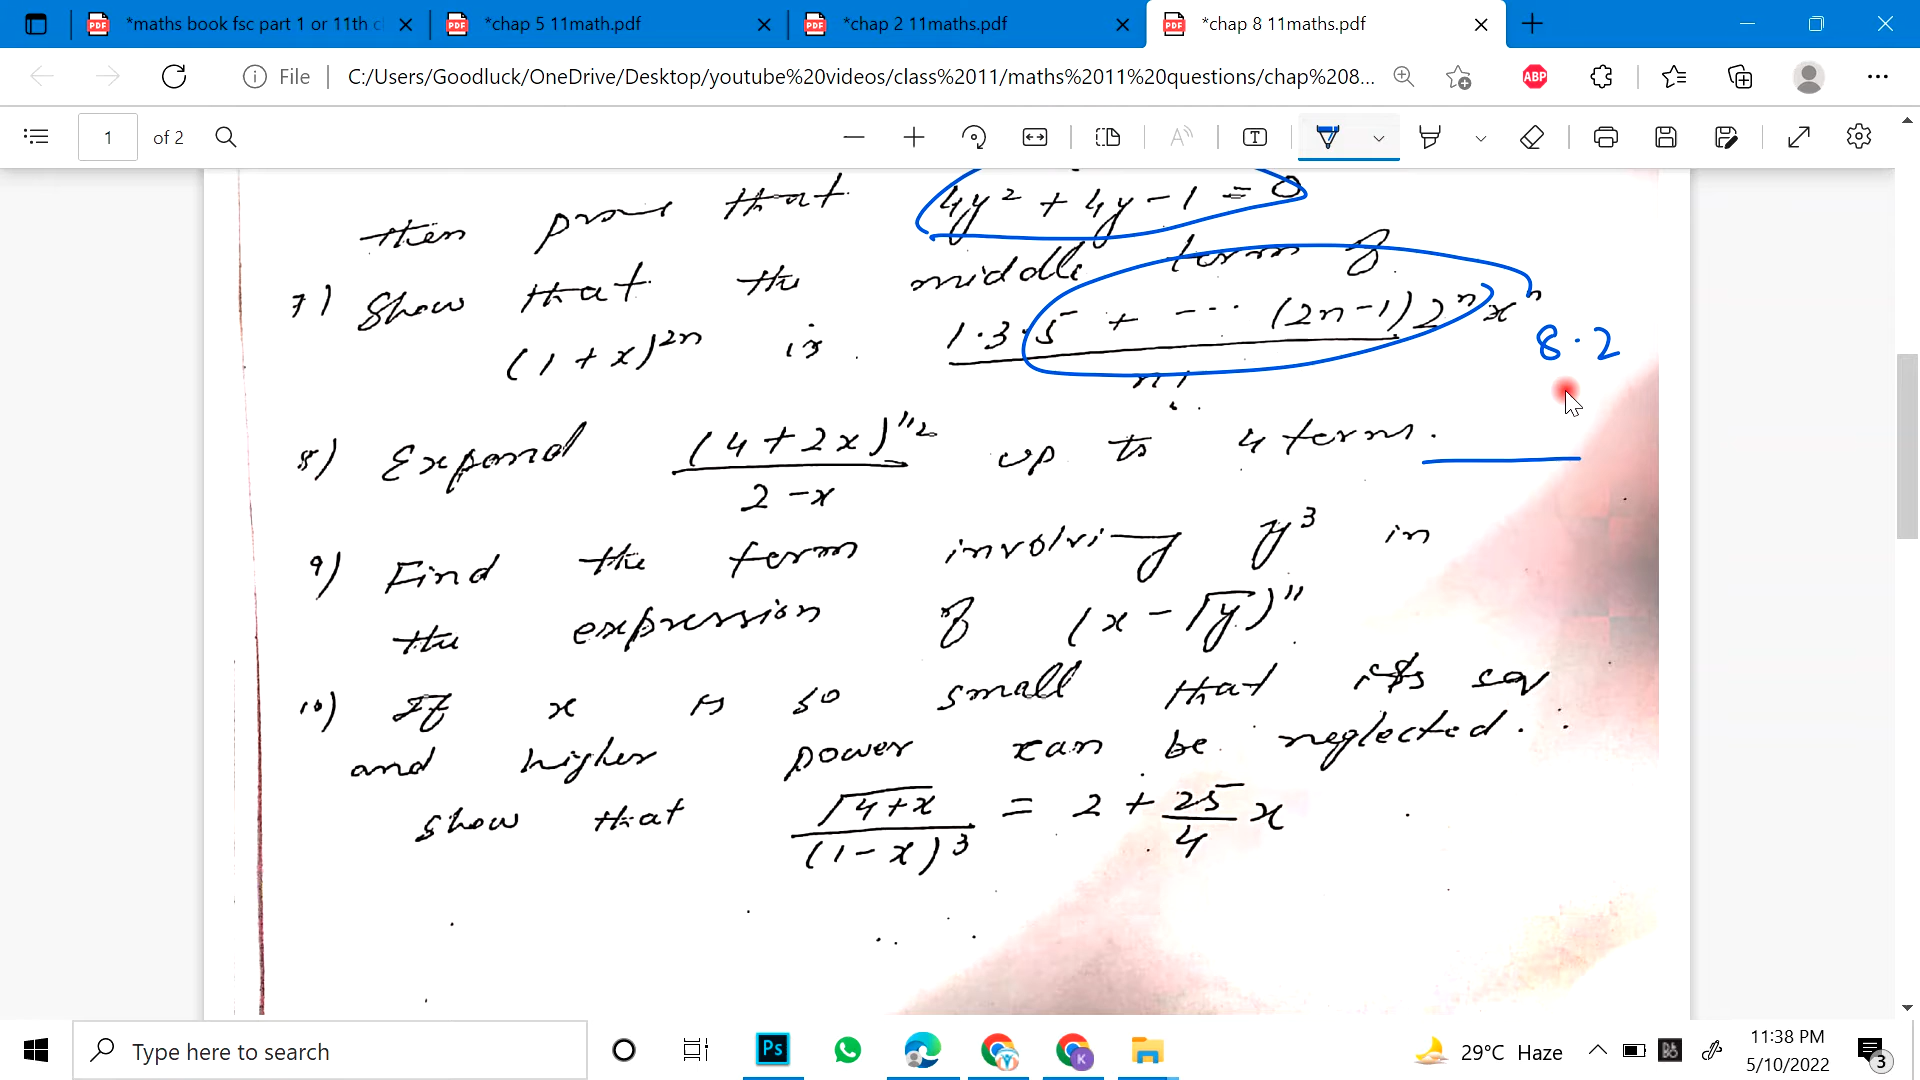 *maths book fsc part 1 or 11th c
*chap 5 11math.pdf
*chap 2 11maths.pdf
*chap 8 11maths.pdf
File
C:/Users/Goodluck/OneDrive/Desktop/youtube%20videos/class%2011/maths%2011%20questions/chap%208...
ABP
1 of 2
then prove that 4y² + 4y - 1 = 0
7) Show that the middle term of
(1 + x)²ⁿ is 1·3·5 + --- (2n-1) 2ⁿ xⁿ
n!
8·2
8) Expand (4+2x)^1/2 up to 4 terms.
2 - x
9) Find the term involving y³ in
the expression of (x - √y)¹¹
10) If x is so small that its sqr
and higher power can be neglected.
show that √4+x = 2 + 25 x
(1-x)³ 4
Type here to search
Ps
K
29°C Haze
11:38 PM
5/10/2022
3